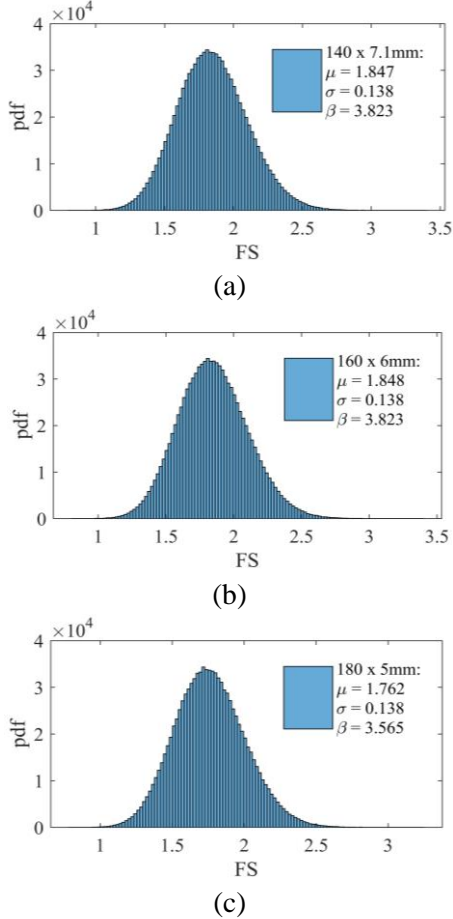 ×10⁴
4
3
2
1
0
pdf
140 x 7.1mm:
μ = 1.847
σ = 0.138
β = 3.823
1 1.5 2 2.5 3 3.5
FS
(a)
×10⁴
4
3
2
1
0
pdf
160 x 6mm:
μ = 1.848
σ = 0.138
β = 3.823
1 1.5 2 2.5 3 3.5
FS
(b)
×10⁴
4
3
2
1
0
pdf
180 x 5mm:
μ = 1.762
σ = 0.138
β = 3.565
1 1.5 2 2.5 3
FS
(c)